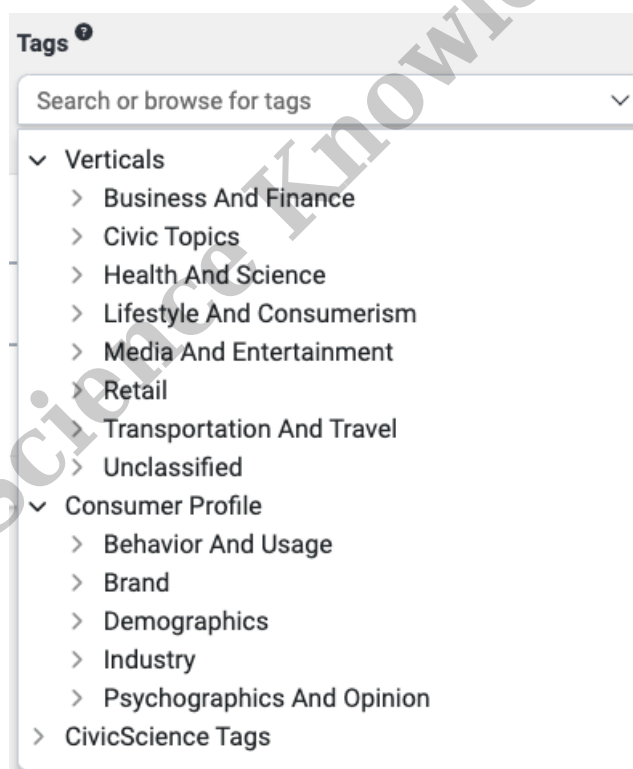 Tags ?
Search or browse for tags
Verticals
Business And Finance
Civic Topics
Health And Science
Lifestyle And Consumerism
Media And Entertainment
Retail
Transportation And Travel
Unclassified
Consumer Profile
Behavior And Usage
Brand
Demographics
Industry
Psychographics And Opinion
CivicScience Tags
Science Knowle